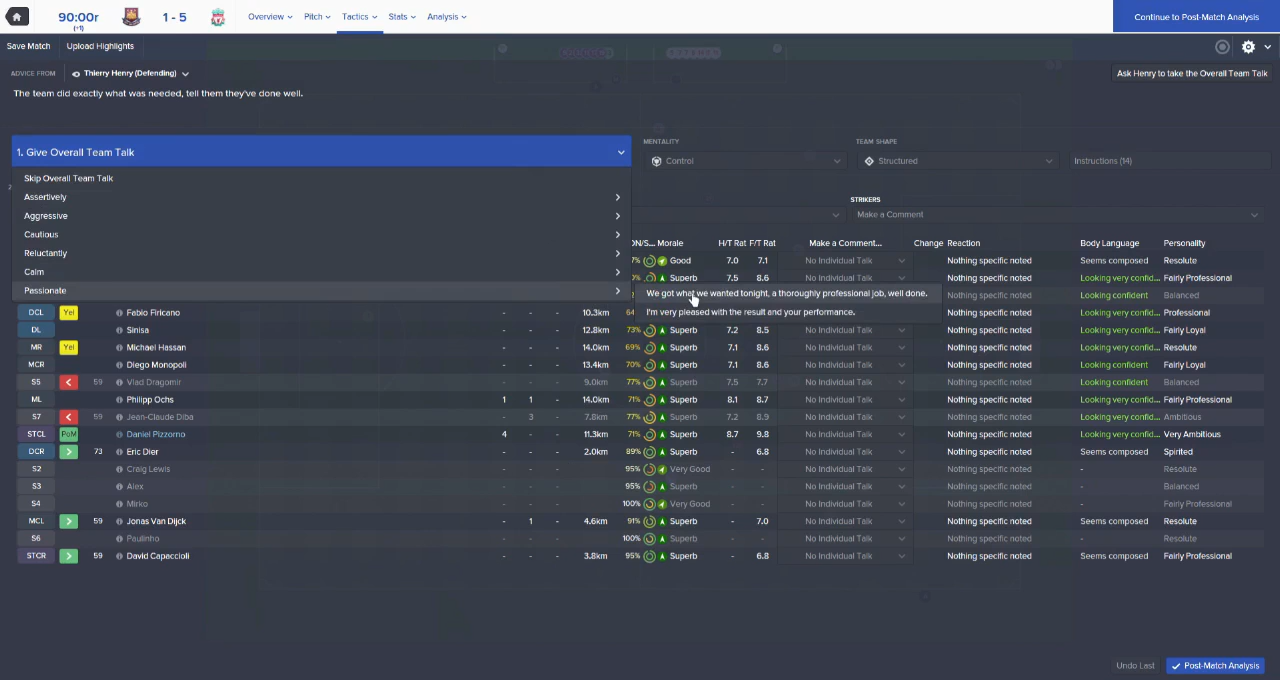 90:00r 1 - 5 Overview Pitch Tactics Stats Analysis Continue to Post-Match Analysis
(+1)
Save Match Upload Highlights
ADVICE FROM Thierry Henry (Defending) Ask Henry to take the Overall Team Talk
The team did exactly what was needed, tell them they've done well.
1. Give Overall Team Talk
MENTALITY TEAM SHAPE
Control Structured Instructions (14)
Skip Overall Team Talk
Assertively
STRIKERS
Aggressive Make a Comment
Cautious
Reluctantly
Calm
Passionate
ON/S... Morale H/T Rat F/T Rat Make a Comment... Change Reaction Body Language Personality
7% Good 7.0 7.1 No Individual Talk Nothing specific noted Seems composed Resolute
Superb 7.5 8.6 No Individual Talk Nothing specific noted Looking very confid... Fairly Professional
Looking confident Balanced
We got what we wanted tonight, a thoroughly professional job, well done.
I'm very pleased with the result and your performance.
DCL Yel Fabio Firicano - - - 10.3km 64 Nothing specific noted Looking very confid... Professional
DL Sinisa - - - 12.8km 73% Superb 7.2 8.5 No Individual Talk Nothing specific noted Looking very confid... Fairly Loyal
MR Yel Michael Hassan - - - 14.0km 69% Superb 7.1 8.6 No Individual Talk Nothing specific noted Looking very confid... Resolute
MCR Diego Monopoli - - - 13.4km 70% Superb 7.1 8.6 No Individual Talk Nothing specific noted Looking confident Fairly Loyal
S5 59 Vlad Dragomir - - - 9.0km 77% Superb 7.5 7.7 No Individual Talk Nothing specific noted Looking confident Balanced
ML Philipp Ochs 1 1 - 14.0km 71% Superb 8.1 8.7 No Individual Talk Nothing specific noted Looking very confid... Fairly Professional
S7 59 Jean-Claude Diba - 3 - 7.8km 77% Superb 7.2 8.9 No Individual Talk Nothing specific noted Looking very confid... Ambitious
STCL PoM Daniel Pizzorno 4 - - 11.3km 71% Superb 8.7 9.8 No Individual Talk Nothing specific noted Looking very confid... Very Ambitious
DCR 73 Eric Dier - - - 2.0km 89% Superb - 6.8 No Individual Talk Nothing specific noted Seems composed Spirited
S2 Craig Lewis - - - 95% Very Good - - No Individual Talk Nothing specific noted - Resolute
S3 Alex - - - 95% Superb - - No Individual Talk Nothing specific noted - Balanced
S4 Mirko - - - 100% Very Good - - No Individual Talk Nothing specific noted - Fairly Professional
MCL 59 Jonas Van Dijck - 1 - 4.6km 91% Superb - 7.0 No Individual Talk Nothing specific noted Seems composed Resolute
S6 Paulinho - - - 100% Superb - - No Individual Talk Nothing specific noted - Resolute
STCR 59 David Capaccioli - - - 3.8km 95% Superb - 6.8 No Individual Talk Nothing specific noted Seems composed Fairly Professional
Undo Last Post-Match Analysis